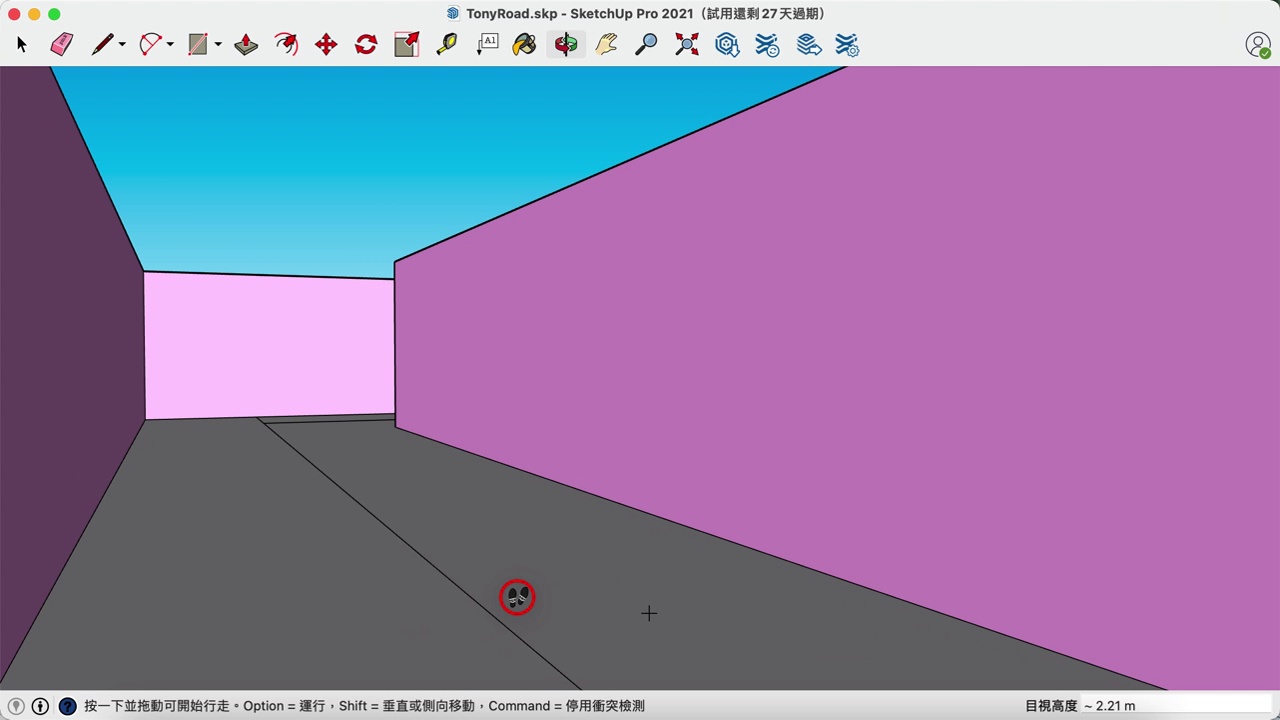 TonyRoad.skp - SketchUp Pro 2021（試用還剩 27 天過期）
A1
按一下並拖動可開始行走。Option = 運行，Shift = 垂直或側向移動，Command = 停用衝突檢測
目視高度 ~ 2.21 m